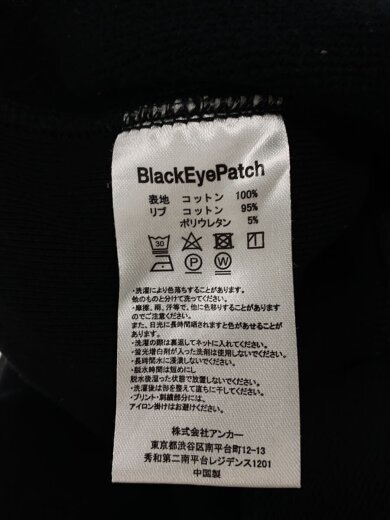 BlackEyePatch
表地 コットン 100%
リブ コットン 95%
ポリウレタン 5%
30
P W
・洗濯により色落ちすることがあります。
他のものと分けて洗ってください。
・摩擦、雨、汗等で、他に色移りすることがあります
のでご注意ください。
また、日光に長時間晒されますと色があせることが
あります。
・洗濯の際は裏返してネットに入れてください。
・蛍光増白剤が入った洗剤は使用しないでください。
・長時間水に浸漬しないでください。
・脱水時間は短めにし
脱水後湿った状態で放置しないでください。
・洗濯後は形を整えて直ちに干してください。
・プリント・刺繍部分には、
アイロン掛けはお避けください。
株式会社アンカー
東京都渋谷区南平台町12-13
秀和第二南平台レジデンス1201
中国製